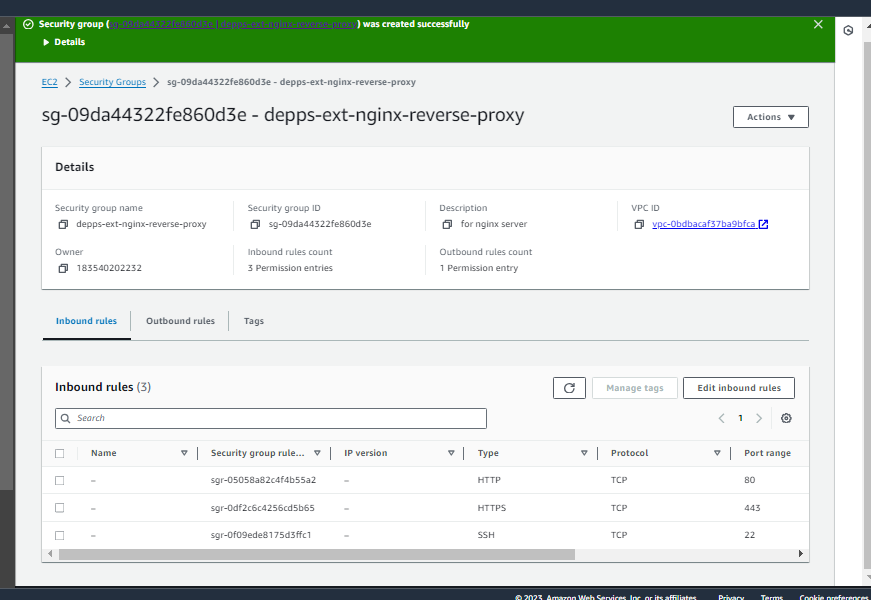 Security group (sg-09da44322fe860d3e | depps-ext-nginx-reverse-proxy) was created successfully
Details
EC2 > Security Groups > sg-09da44322fe860d3e - depps-ext-nginx-reverse-proxy
sg-09da44322fe860d3e - depps-ext-nginx-reverse-proxy
Actions
Details
Security group name Security group ID Description VPC ID
depps-ext-nginx-reverse-proxy sg-09da44322fe860d3e for nginx server vpc-0bdbacaf37ba9bfca
Owner Inbound rules count Outbound rules count
183540202232 3 Permission entries 1 Permission entry
Inbound rules Outbound rules Tags
Inbound rules (3) Manage tags Edit inbound rules
Search 1
Name Security group rule... IP version Type Protocol Port range
– sgr-05058a82c4f4b55a2 – HTTP TCP 80
– sgr-0df2c6c4256cd5b65 – HTTPS TCP 443
– sgr-0f09ede8175d3ffc1 – SSH TCP 22
© 2023, Amazon Web Services, Inc. or its affiliates. Privacy Terms Cookie preferences